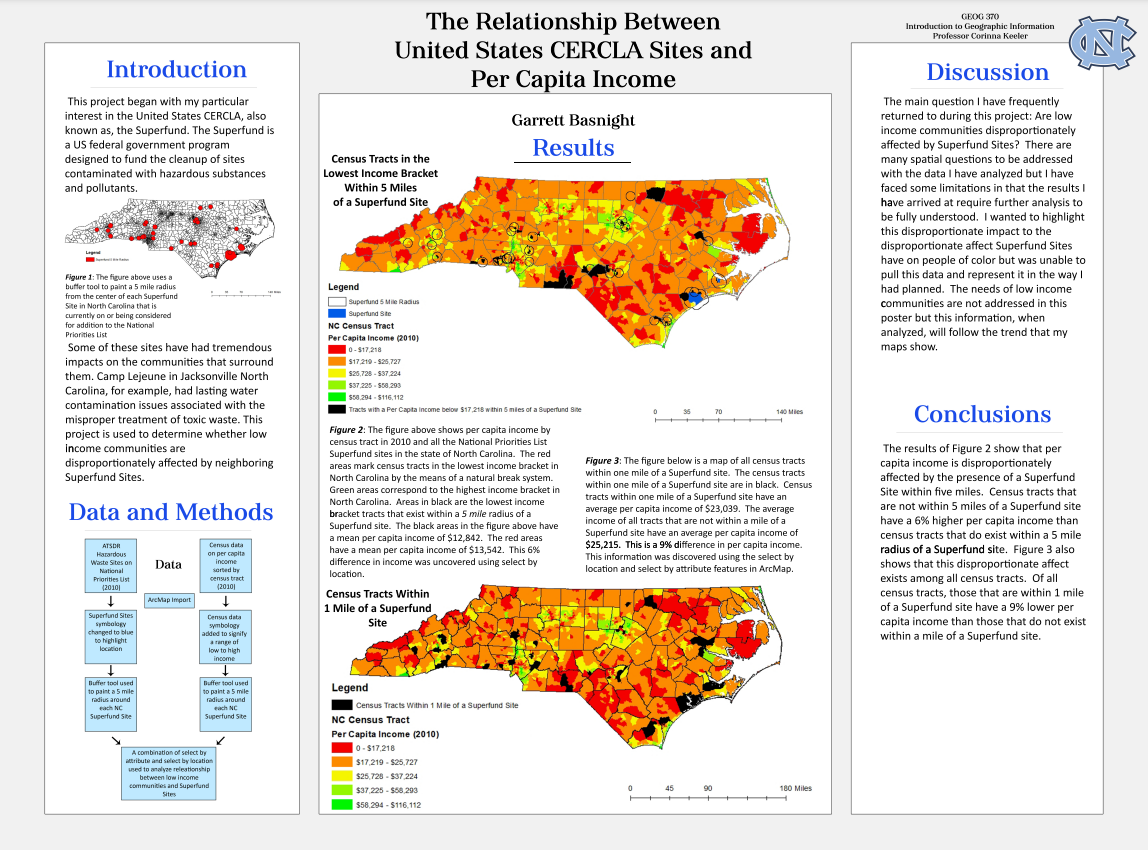 The Relationship Between
United States CERCLA Sites and
Per Capita Income
GEOG 370
Introduction to Geographic Information
Professor Corinna Keeler
NC
Introduction
This project began with my particular
interest in the United States CERCLA, also
known as, the Superfund. The Superfund is
a US federal government program
designed to fund the cleanup of sites
contaminated with hazardous substances
and pollutants.
Legend
Superfund 5 Mile Radius
Figure 1: The figure above uses a
buffer tool to paint a 5 mile radius
from the center of each Superfund
Site in North Carolina that is
currently on or being considered
for addition to the National
Priorities List
Some of these sites have had tremendous
impacts on the communities that surround
them. Camp Lejeune in Jacksonville North
Carolina, for example, had lasting water
contamination issues associated with the
misproper treatment of toxic waste. This
project is used to determine whether low
income communities are
disproportionately affected by neighboring
Superfund Sites.
Data and Methods
ATSDR
Hazardous
Waste Sites on
National
Priorities List
(2010)
Data
Census data
on per capita
income
sorted by
census tract
(2010)
ArcMap Import
Superfund Sites
symbology
changed to blue
to highlight
location
Census data
symbology
added to signify
a range of
low to high
income
Buffer tool used
to paint a 5 mile
radius around
each NC
Superfund Site
Buffer tool used
to paint a 5 mile
radius around
each NC
Superfund Site
A combination of select by
attribute and select by location
used to analyze releationship
between low income
communities and Superfund
Sites
Garrett Basnight
Results
Census Tracts in the
Lowest Income Bracket
Within 5 Miles
of a Superfund Site
Legend
Superfund 5 Mile Radius
Superfund Site
NC Census Tract
Per Capita Income (2010)
0 - $17,218
$17,219 - $25,727
$25,728 - $37,224
$37,225 - $58,293
$58,294 - $116,112
Tracts with a Per Capita income below $17,218 within 5 miles of a Superfund Site
0 35 70 140 Miles
Figure 2: The figure above shows per capita income by
census tract in 2010 and all the National Priorities List
Superfund sites in the state of North Carolina. The red
areas mark census tracts in the lowest income bracket in
North Carolina by the means of a natural break system.
Green areas correspond to the highest income bracket in
North Carolina. Areas in black are the lowest income
bracket tracts that exist within a 5 mile radius of a
Superfund site. The black areas in the figure above have
a mean per capita income of $12,842. The red areas
have a mean per capita income of $13,542. This 6%
difference in income was uncovered using select by
location.
Figure 3: The figure below is a map of all census tracts
within one mile of a Superfund site. The census tracts
within one mile of a Superfund site are in black. Census
tracts within one mile of a Superfund site have an
average per capita income of $23,039. The average
income of all tracts that are not within a mile of a
Superfund site have an average per capita income of
$25,215. This is a 9% difference in per capita income.
This information was discovered using the select by
location and select by attribute features in ArcMap.
Census Tracts Within
1 Mile of a Superfund
Site
Legend
Census Tracts Within 1 Mile of a Superfund Site
NC Census Tract
Per Capita Income (2010)
0 - $17,218
$17,219 - $25,727
$25,728 - $37,224
$37,225 - $58,293
$58,294 - $116,112
0 45 90 180 Miles
Discussion
The main question I have frequently
returned to during this project: Are low
income communities disproportionately
affected by Superfund Sites? There are
many spatial questions to be addressed
with the data I have analyzed but I have
faced some limitations in that the results I
have arrived at require further analysis to
be fully understood. I wanted to highlight
this disproportionate impact to the
disproportionate affect Superfund Sites
have on people of color but was unable to
pull this data and represent it in the way I
had planned. The needs of low income
communities are not addressed in this
poster but this information, when
analyzed, will follow the trend that my
maps show.
Conclusions
The results of Figure 2 show that per
capita income is disproportionately
affected by the presence of a Superfund
Site within five miles. Census tracts that
are not within 5 miles of a superfund site
have a 6% higher per capita income than
census tracts that do exist within a 5 mile
radius of a Superfund site. Figure 3 also
shows that this disproportionate affect
exists among all census tracts. Of all
census tracts, those that are within 1 mile
of a Superfund site have a 9% lower per
capita income than those that do not exist
within a mile of a Superfund site.